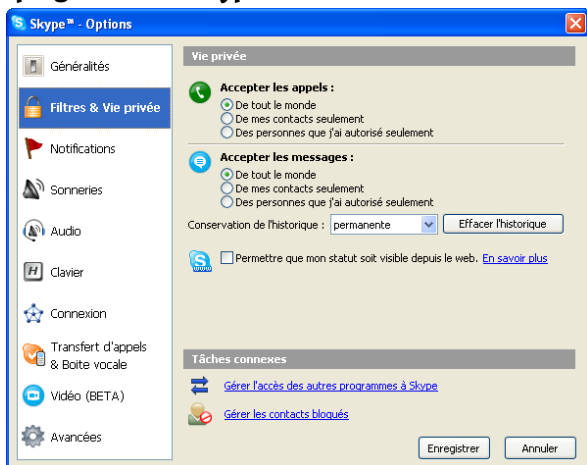 Skype™ - Options
Généralités
Filtres & Vie privée
Notifications
Sonneries
Audio
Clavier
Connexion
Transfert d'appels
& Boite vocale
Vidéo (BETA)
Avancées
Vie privée
Accepter les appels :
De tout le monde
De mes contacts seulement
Des personnes que j'ai autorisé seulement
Accepter les messages :
De tout le monde
De mes contacts seulement
Des personnes que j'ai autorisé seulement
Conservation de l'historique : permanente Effacer l'historique
Permettre que mon statut soit visible depuis le web. En savoir plus
Tâches connexes
Gérer l'accès des autres programmes à Skype
Gérer les contacts bloqués
Enregistrer Annuler